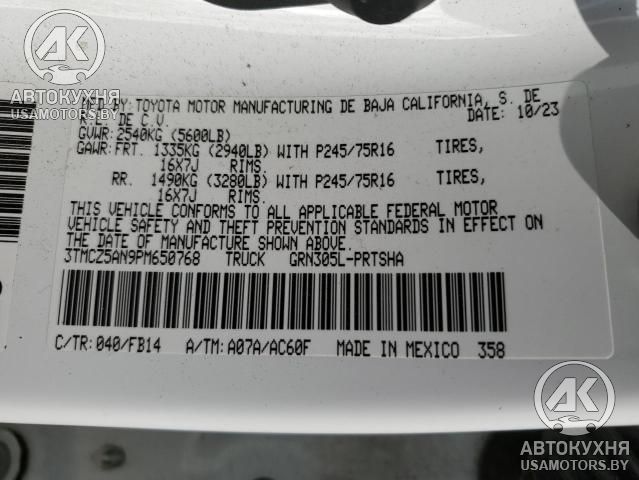 AK
АВТОКУХНЯ
USAMOTORS.BY
MFD BY: TOYOTA MOTOR MANUFACTURING DE BAJA CALIFORNIA, S. DE
R.L. DE C.V. DATE: 10/23
GVWR: 2540KG (5600LB)
GAWR: FRT. 1335KG (2940LB) WITH P245/75R16 TIRES,
16X7J RIMS.
RR. 1490KG (3280LB) WITH P245/75R16 TIRES,
16X7J RIMS.
THIS VEHICLE CONFORMS TO ALL APPLICABLE FEDERAL MOTOR
VEHICLE SAFETY AND THEFT PREVENTION STANDARDS IN EFFECT ON
THE DATE OF MANUFACTURE SHOWN ABOVE.
3TMCZ5AN9PM650768 TRUCK GRN305L-PRTSHA
C/TR: 040/FB14 A/TM: A07A/AC60F MADE IN MEXICO 358
AK
АВТОКУХНЯ
USAMOTORS.BY